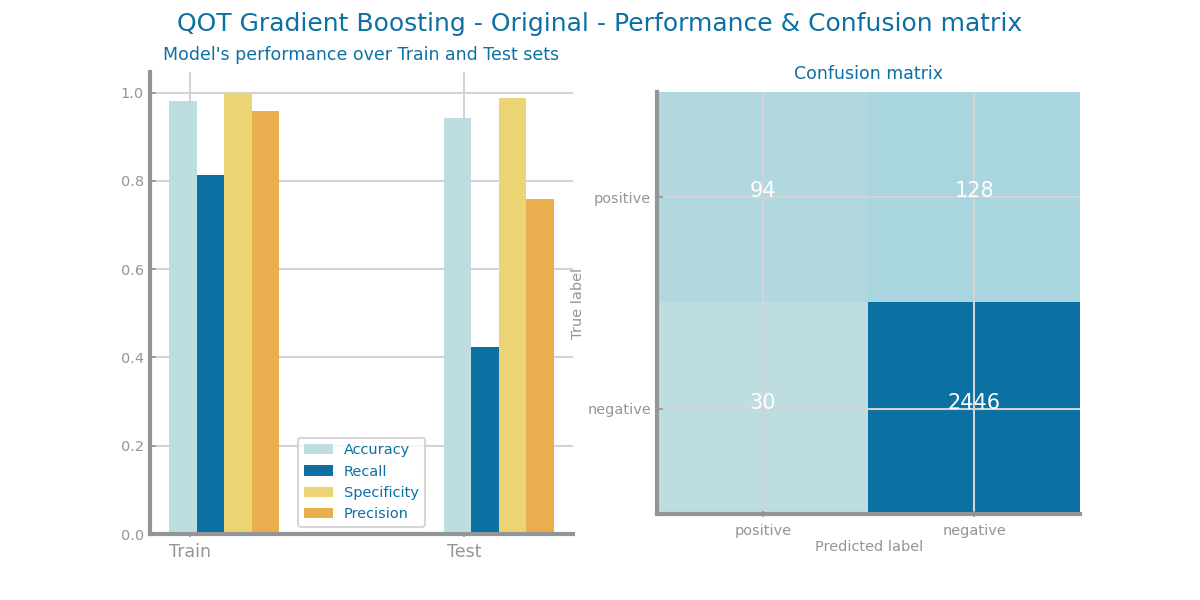 QOT Gradient Boosting - Original - Performance & Confusion matrix
Model's performance over Train and Test sets
1.0
0.8
0.6
0.4
0.2
0.0
Train
Test
Accuracy
Recall
Specificity
Precision
Confusion matrix
True label
positive
negative
94
128
30
2446
positive
negative
Predicted label